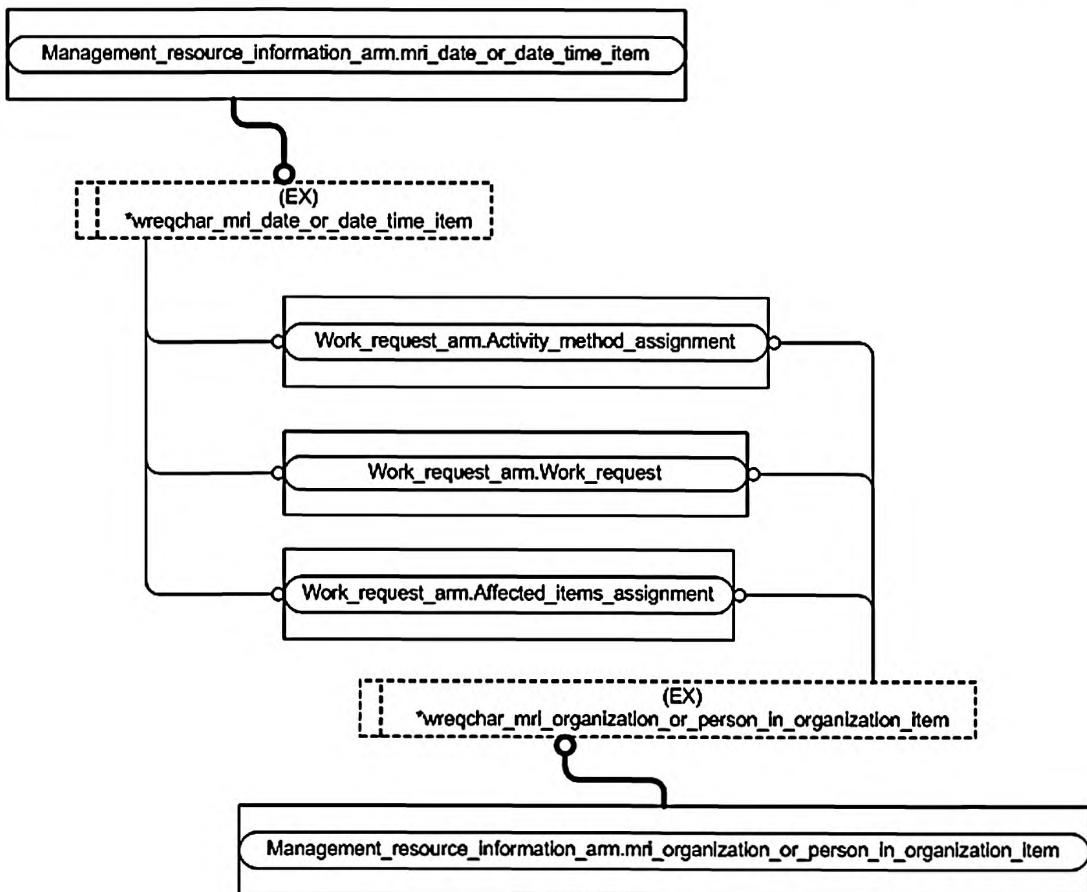 Management_resource_information_arm.mri_date_or_date_time_item
(EX)
*wreqchar_mri_date_or_date_time_item
Work_request_arm.Activity_method_assignment
Work_request_arm.Work_request
Work_request_arm.Affected_items_assignment
(EX)
*wreqchar_mri_organization_or_person_in_organization_item
Management_resource_information_arm.mri_organization_or_person_in_organization_item